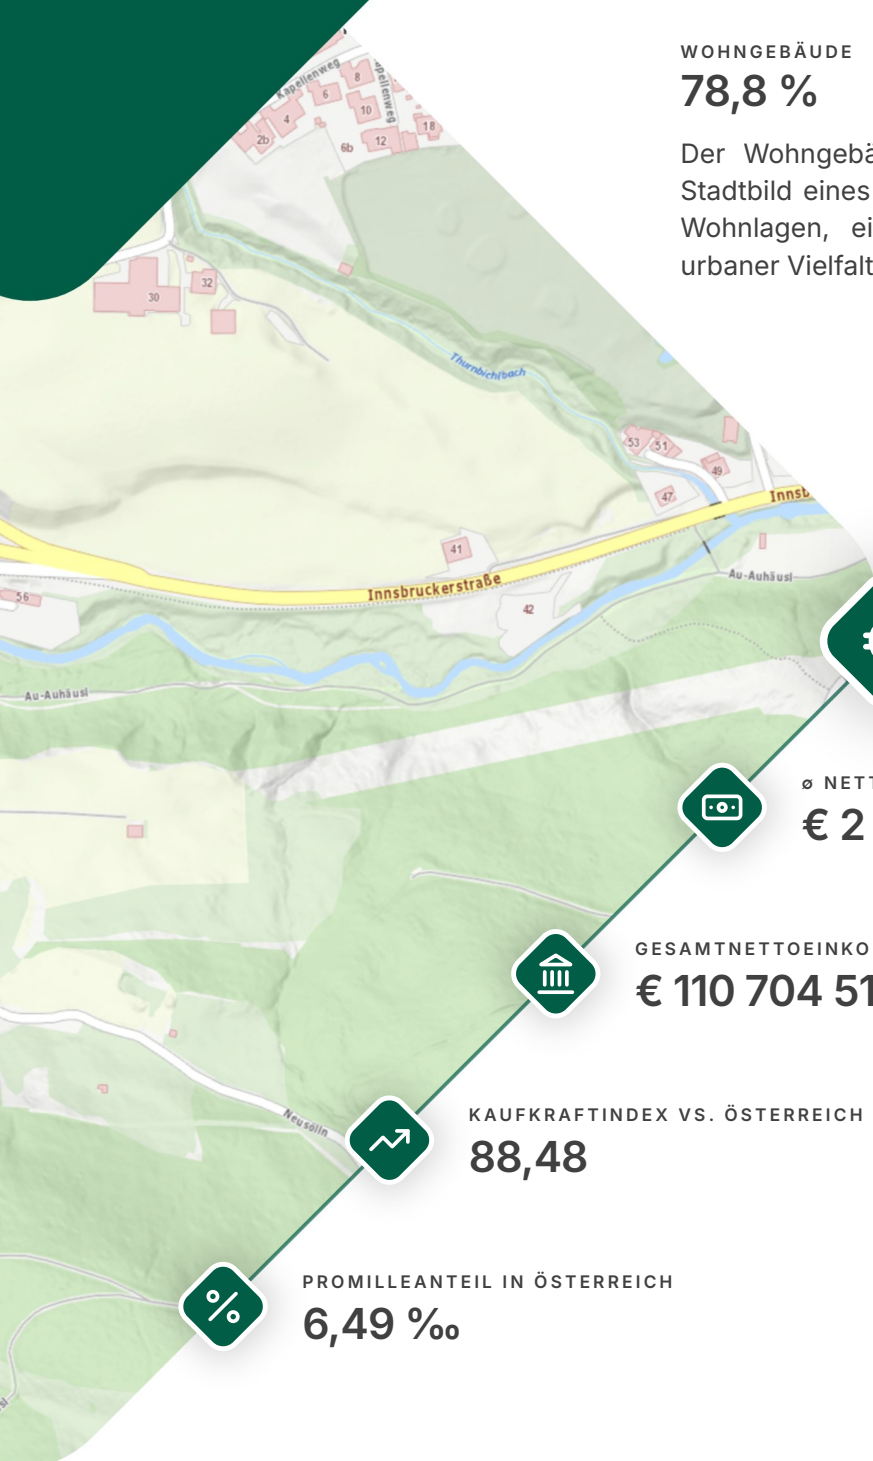 WOHNGEBÄUDE
78,8 %
Der Wohngebä
Stadtbild eines
Wohnlagen, ei
urbaner Vielfalt
Kapellenweg
apellenweg
8
6
4
10
2b
6b
12
18
32
30
Thurnbichlbach
53
51
49
47
Innsb
41
Innsbruckerstraße
Au-Auhäusl
56
42
Au-Auhäusl
ø NETT
€ 2
GESAMTNETTOEINKO
€ 110 704 51
KAUFKRAFTINDEX VS. ÖSTERREICH
88,48
Neusölln
PROMILLEANTEIL IN ÖSTERREICH
6,49 ‰